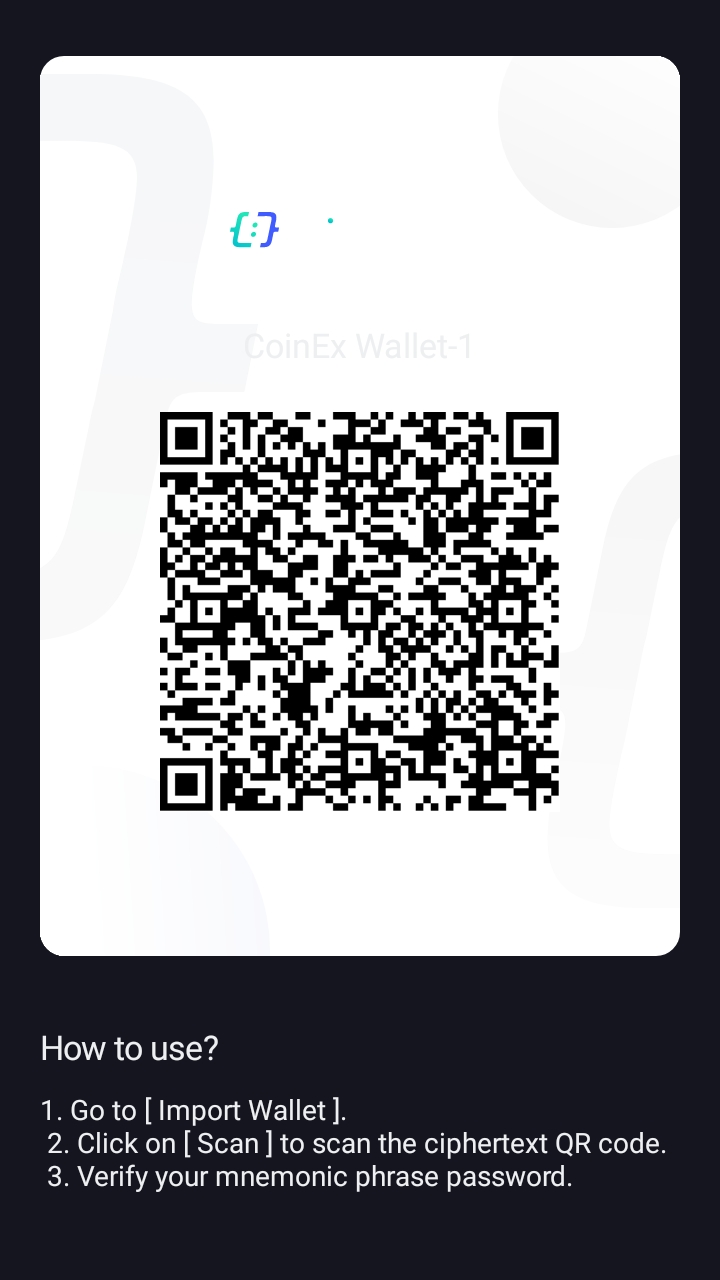 CoinEx Wallet-1
How to use?
1. Go to [ Import Wallet ].
2. Click on [ Scan ] to scan the ciphertext QR code.
3. Verify your mnemonic phrase password.